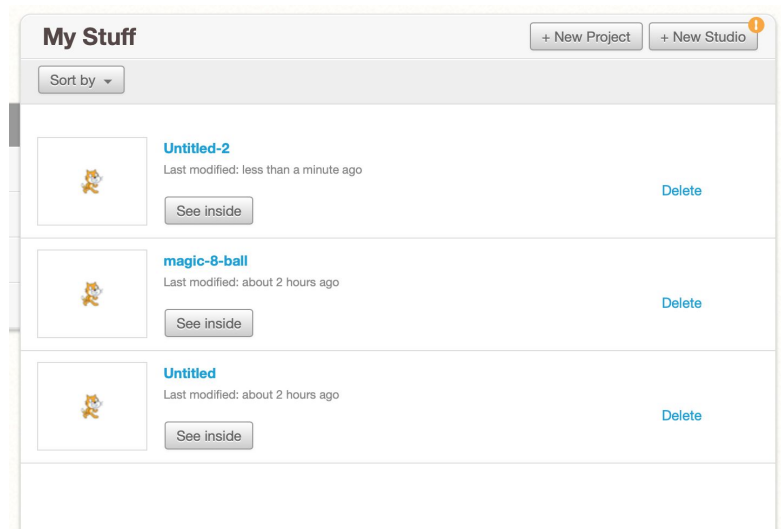 My Stuff
+ New Project
+ New Studio
!
Sort by
Untitled-2
Last modified: less than a minute ago
See inside
Delete
magic-8-ball
Last modified: about 2 hours ago
See inside
Delete
Untitled
Last modified: about 2 hours ago
See inside
Delete